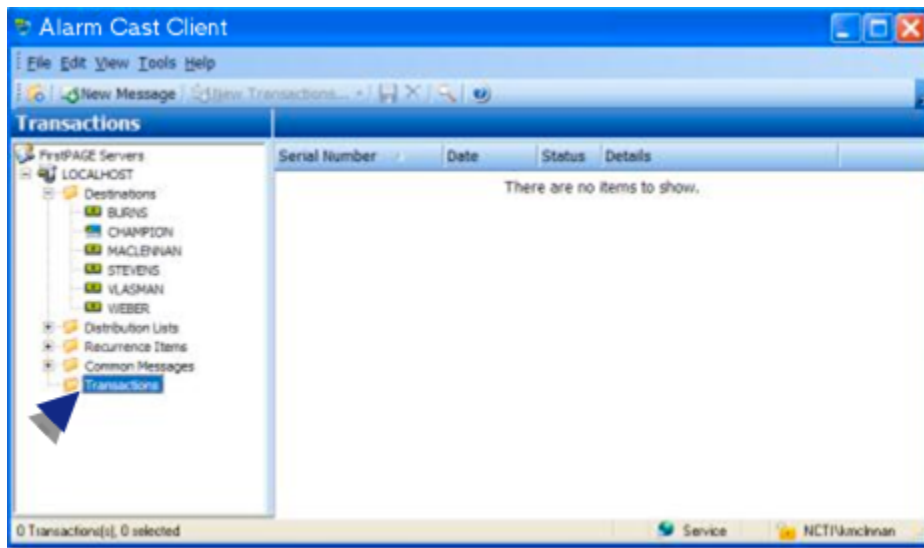 Alarm Cast Client
File Edit View Tools Help
New Message New Transactions...
Transactions
FirstPAGE Servers
LOCALHOST
Destinations
BURNS
CHAMPION
MACLENNAN
STEVENS
VLASMAN
WEBER
Distribution Lists
Recurrence Items
Common Messages
Transactions
Serial Number Date Status Details
There are no items to show.
0 Transactions(s), 0 selected Service